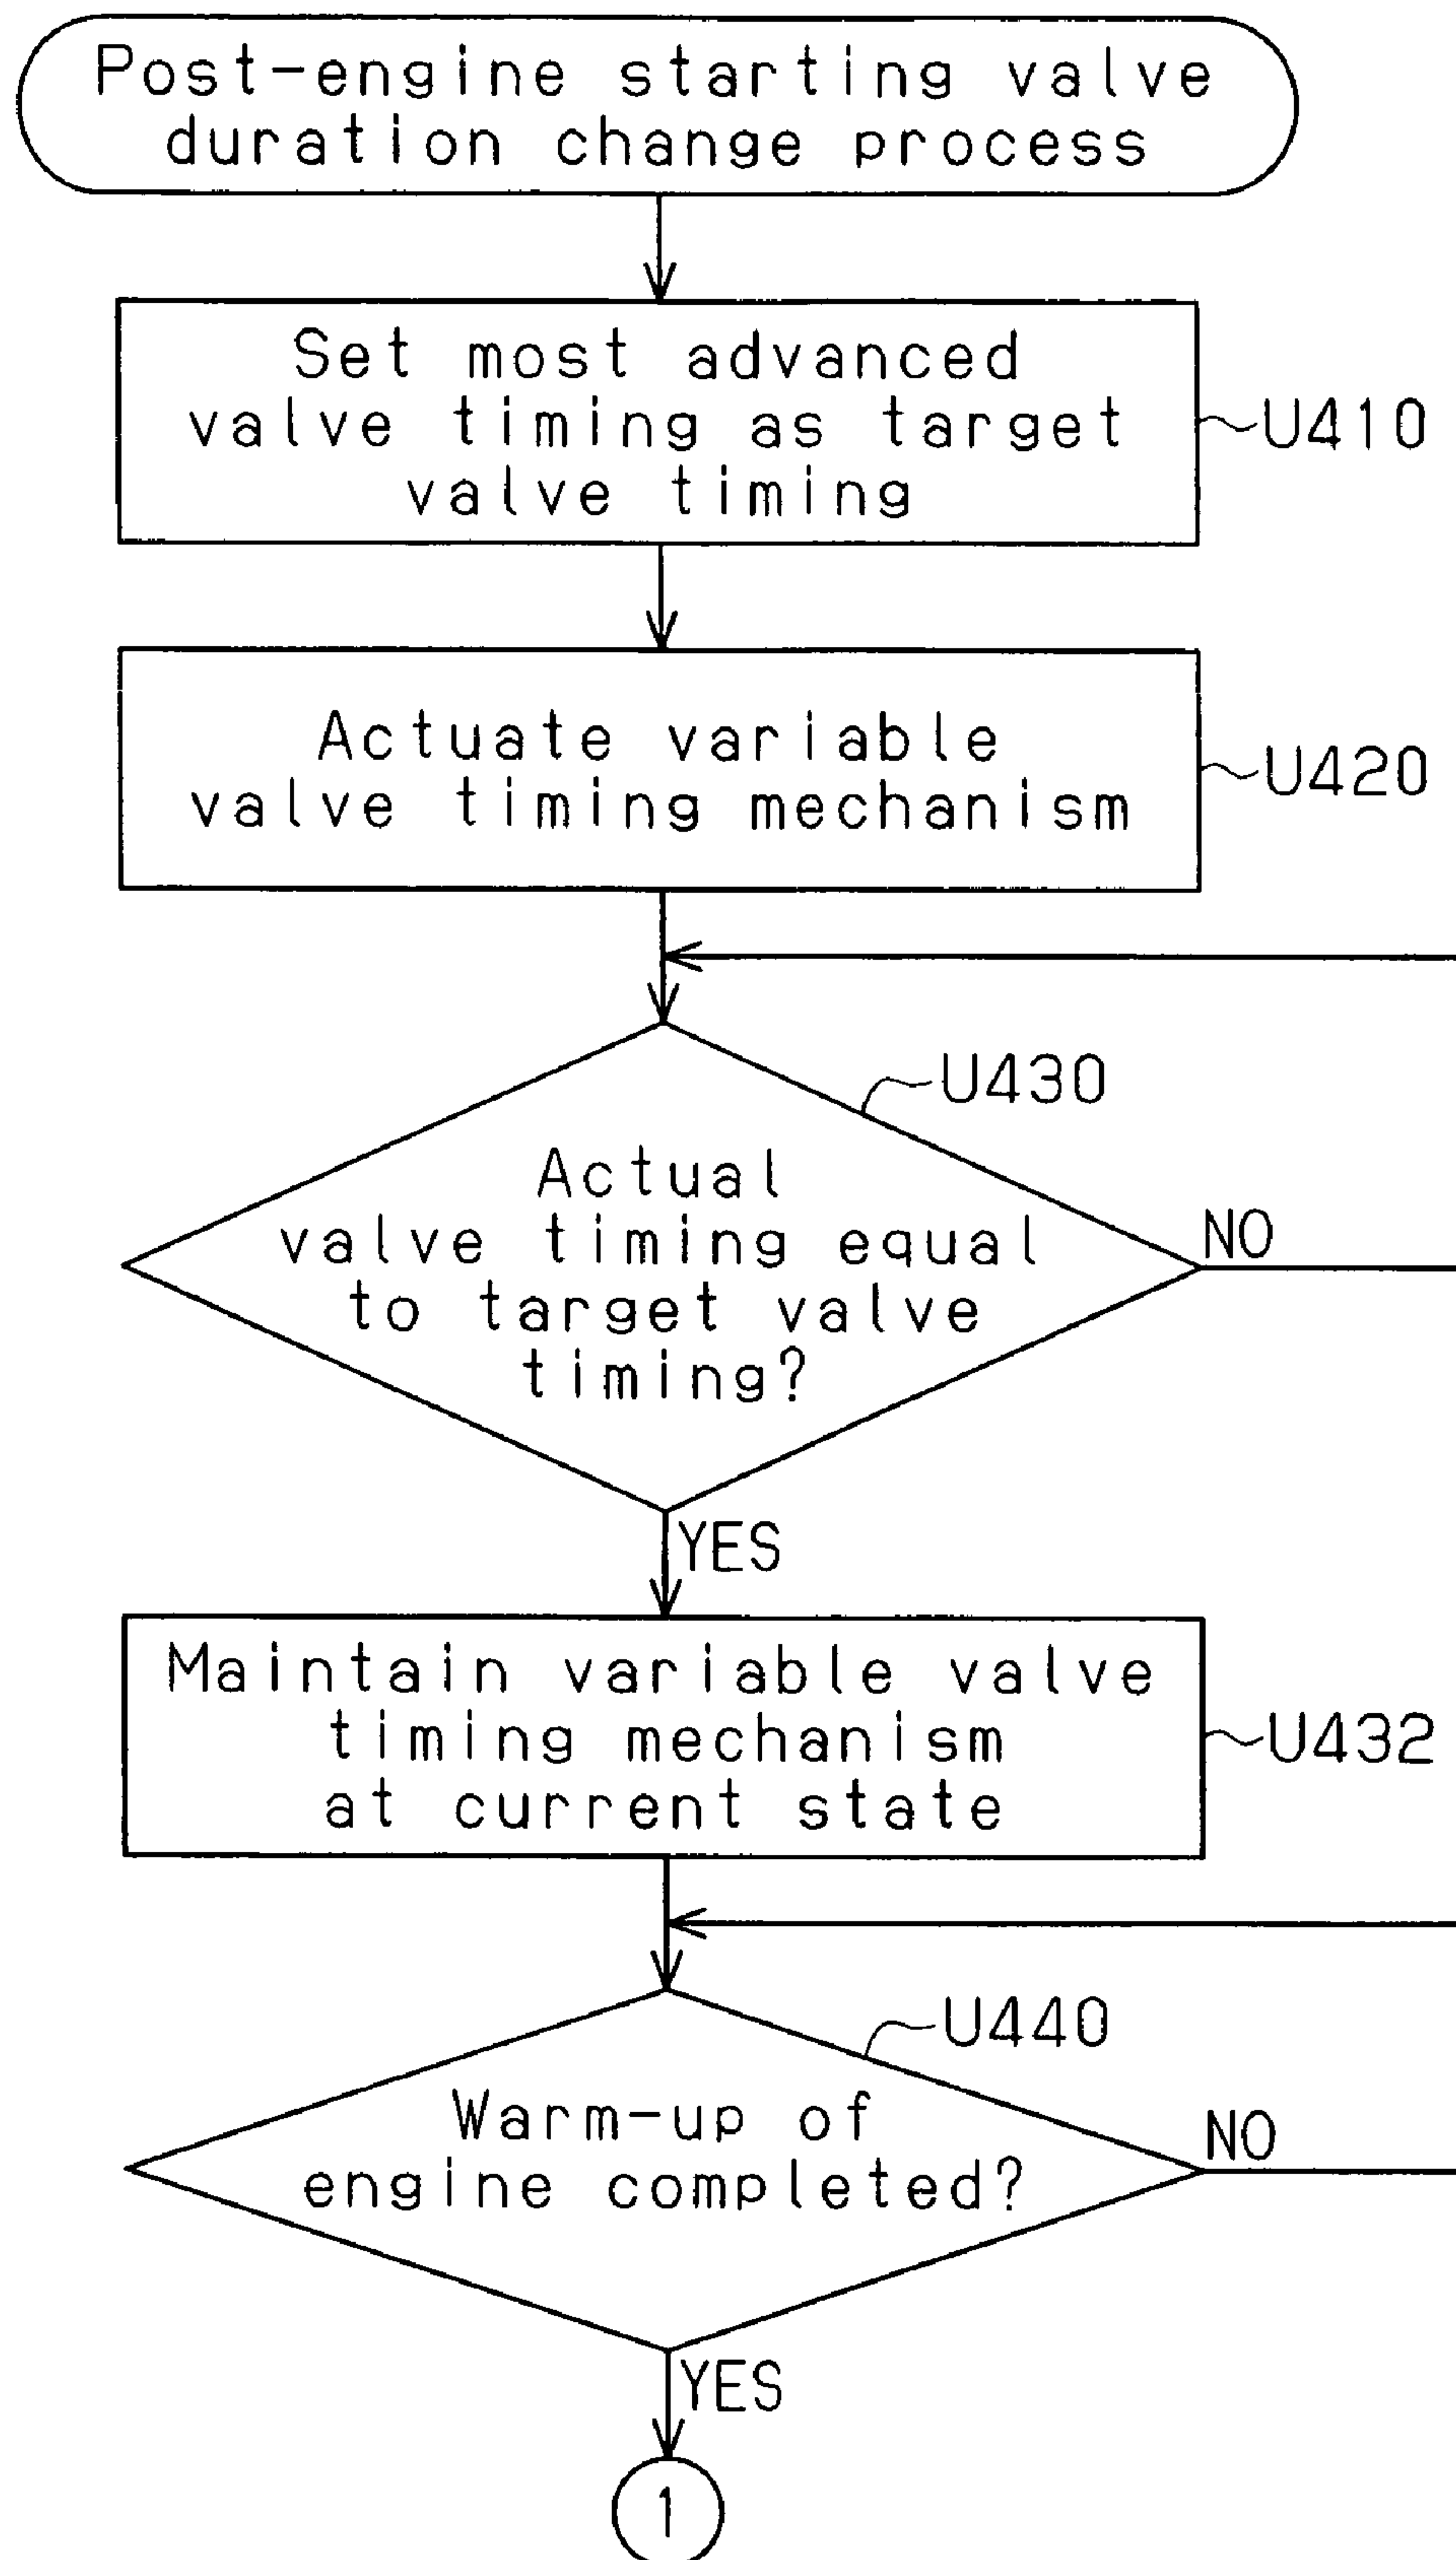 Post-engine starting valve
duration change process
Set most advanced
valve timing as target
valve timing
U410
Actuate variable
valve timing mechanism
U420
U430
Actual
valve timing equal
to target valve
timing?
NO
YES
Maintain variable valve
timing mechanism
at current state
U432
U440
Warm-up of
engine completed?
NO
YES
1